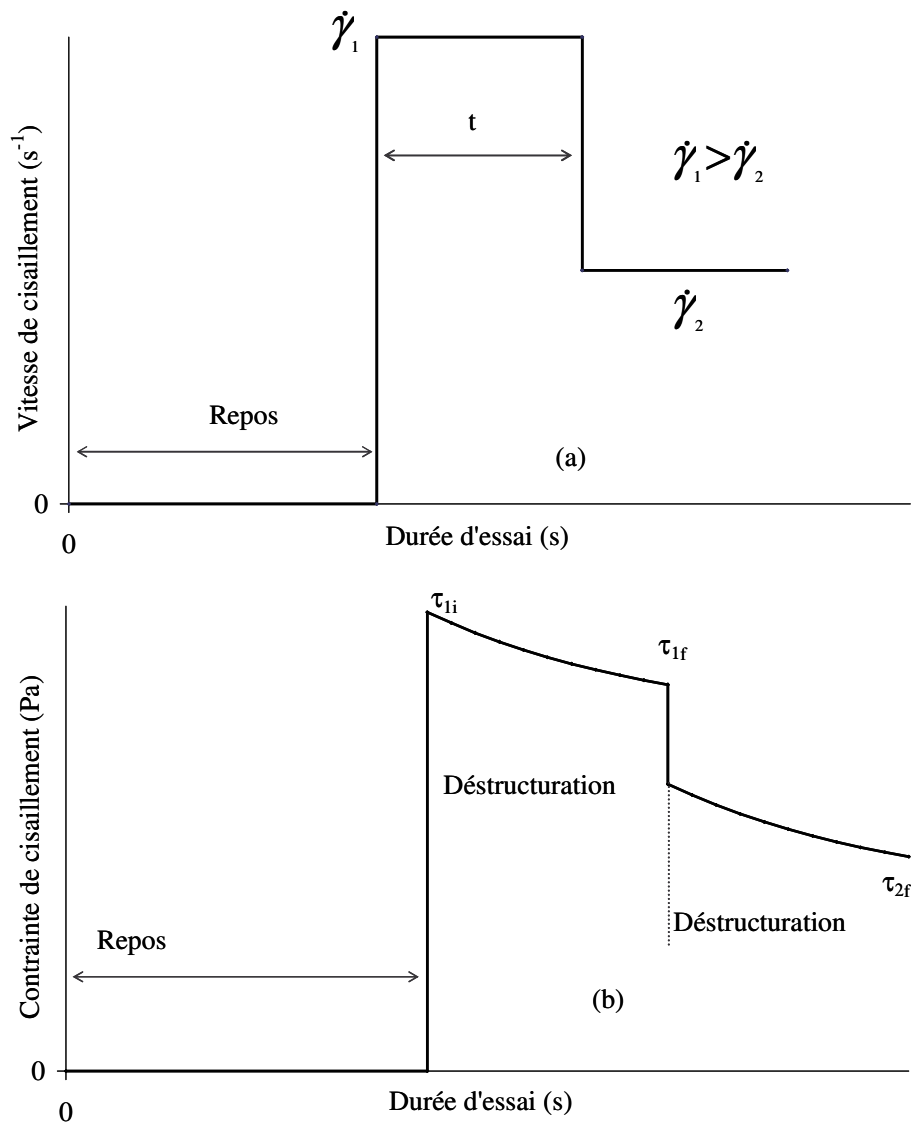 γ̇₁
t
γ̇₁>γ̇₂
γ̇₂
Vitesse de cisaillement (s⁻¹)
Repos
(a)
0
0
Durée d'essai (s)
τ₁ᵢ
τ₁f
Contrainte de cisaillement (Pa)
Déstructuration
τ₂f
Déstructuration
Repos
(b)
0
0
Durée d'essai (s)